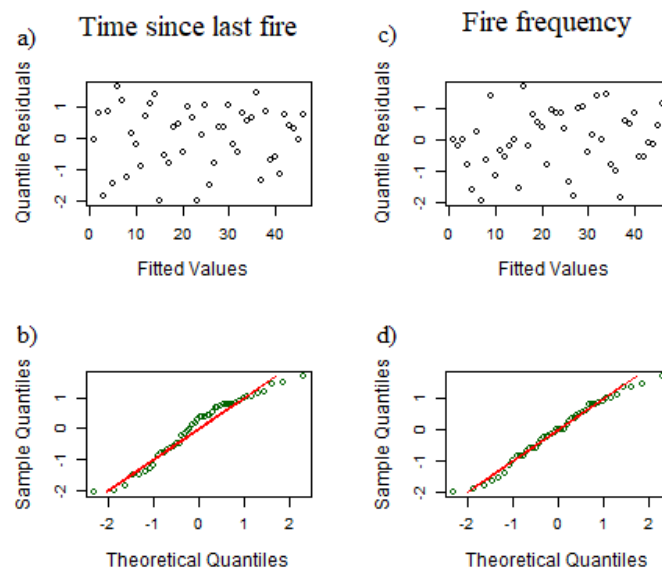 Time since last fire
Fire frequency
a)
c)
Quantile Residuals
1
0
-1
-2
0 10 20 30 40
Fitted Values
Quantile Residuals
1
0
-1
-2
0 10 20 30 40
Fitted Values
b)
d)
Sample Quantiles
1
0
-1
-2
-2 -1 0 1 2
Theoretical Quantiles
Sample Quantiles
1
0
-1
-2
-2 -1 0 1 2
Theoretical Quantiles